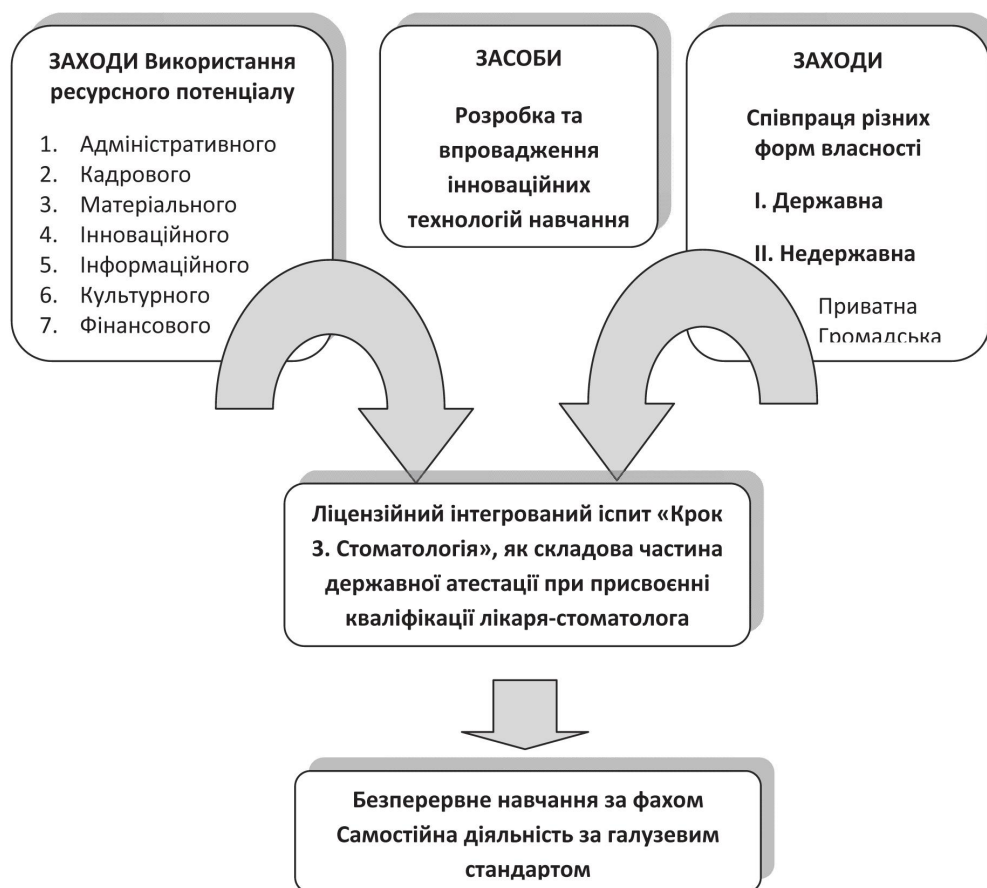 ЗАХОДИ Використання
ресурсного потенціалу
1. Адміністративного
2. Кадрового
3. Матеріального
4. Інноваційного
5. Інформаційного
6. Культурного
7. Фінансового
ЗАСОБИ
Розробка та
впровадження
інноваційних
технологій навчання
ЗАХОДИ
Співпраця різних
форм власності
І. Державна
ІІ. Недержавна
Приватна
Громадська
Ліцензійний інтегрований іспит «Крок
3. Стоматологія», як складова частина
державної атестації при присвоєнні
кваліфікації лікаря-стоматолога
Безперервне навчання за фахом
Самостійна діяльність за галузевим
стандартом